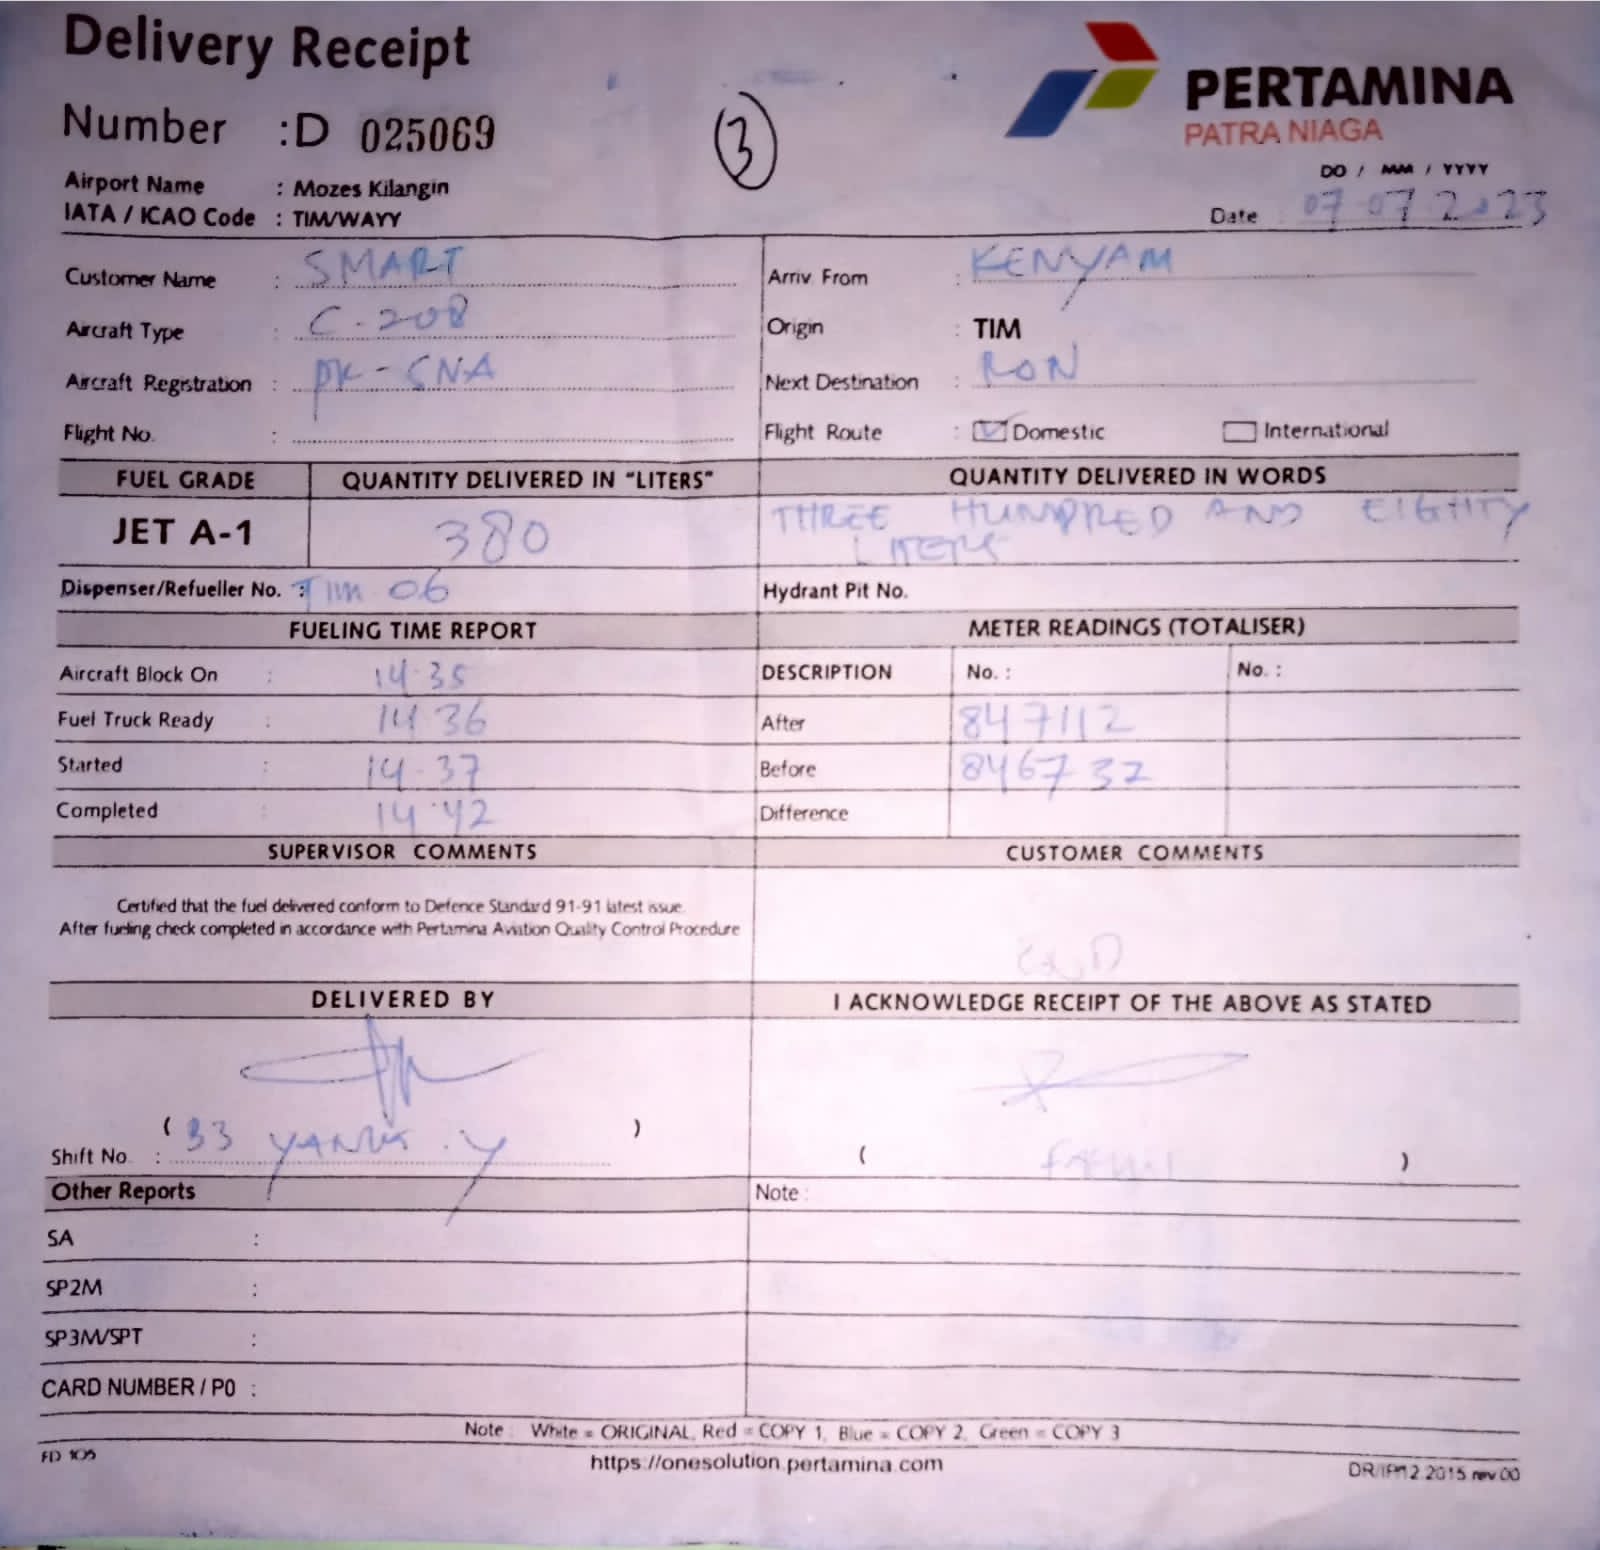 Delivery Receipt
PERTAMINA
PATRA NIAGA
Number :D 025069
3
DD / MM / YYYY
Airport Name : Mozes Kilangin
IATA / ICAO Code : TIM/WAYY
Date : 07 07 2023
Customer Name : SMART
Arriv From : KENYAM
Aircraft Type : C-208
Origin : TIM
Aircraft Registration : PK-SNA
Next Destination : RON
Flight No. :
Flight Route : Domestic International
FUEL GRADE QUANTITY DELIVERED IN "LITERS" QUANTITY DELIVERED IN WORDS
JET A-1 380 THREE HUNDRED AND EIGHTY
LITERS
Dispenser/Refueller No. : TIM 06 Hydrant Pit No.
FUELING TIME REPORT METER READINGS (TOTALISER)
Aircraft Block On : 14.35 DESCRIPTION No. : No. :
Fuel Truck Ready : 14 36 After 847112
Started : 14.37 Before 846732
Completed : 14.42 Difference
SUPERVISOR COMMENTS CUSTOMER COMMENTS
Certified that the fuel delivered conform to Defence Standard 91-91 latest issue.
After fueling check completed in accordance with Pertamina Aviation Quality Control Procedure
DELIVERED BY I ACKNOWLEDGE RECEIPT OF THE ABOVE AS STATED
( 33 )
Shift No : ( )
Other Reports Note :
SA :
SP2M :
SP3M/SPT :
CARD NUMBER / PO :
Note : White = ORIGINAL, Red = COPY 1, Blue = COPY 2, Green = COPY 3
FD 105
https://onesolution.pertamina.com
2015 rev 00